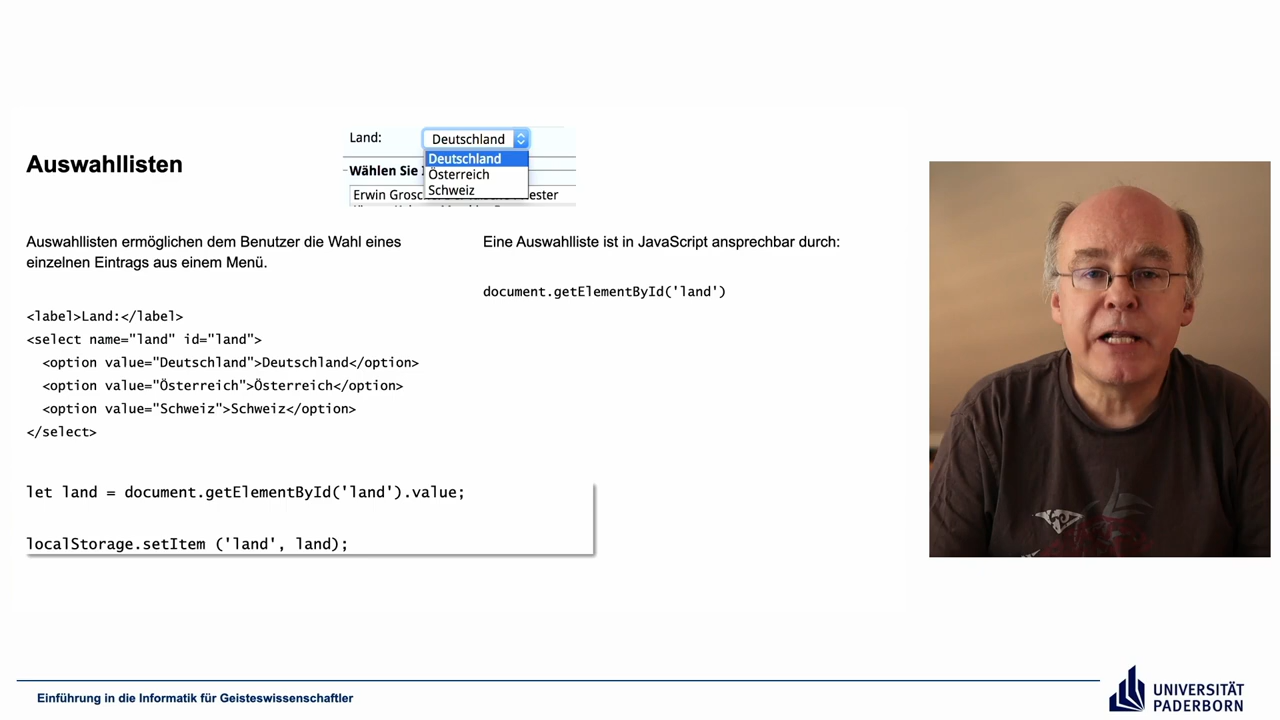 Land:
Deutschland
Deutschland
Österreich
Schweiz
Wählen Sie
Erwin Grosc
ester
Auswahllisten
Auswahllisten ermöglichen dem Benutzer die Wahl eines
einzelnen Eintrags aus einem Menü.
<label>Land:</label>
<select name="land" id="land">
<option value="Deutschland">Deutschland</option>
<option value="Österreich">Österreich</option>
<option value="Schweiz">Schweiz</option>
</select>
Eine Auswahlliste ist in JavaScript ansprechbar durch:
document.getElementById('land')
let land = document.getElementById('land').value;
localStorage.setItem ('land', land);
Einführung in die Informatik für Geisteswissenschaftler
UNIVERSITÄT
PADERBORN